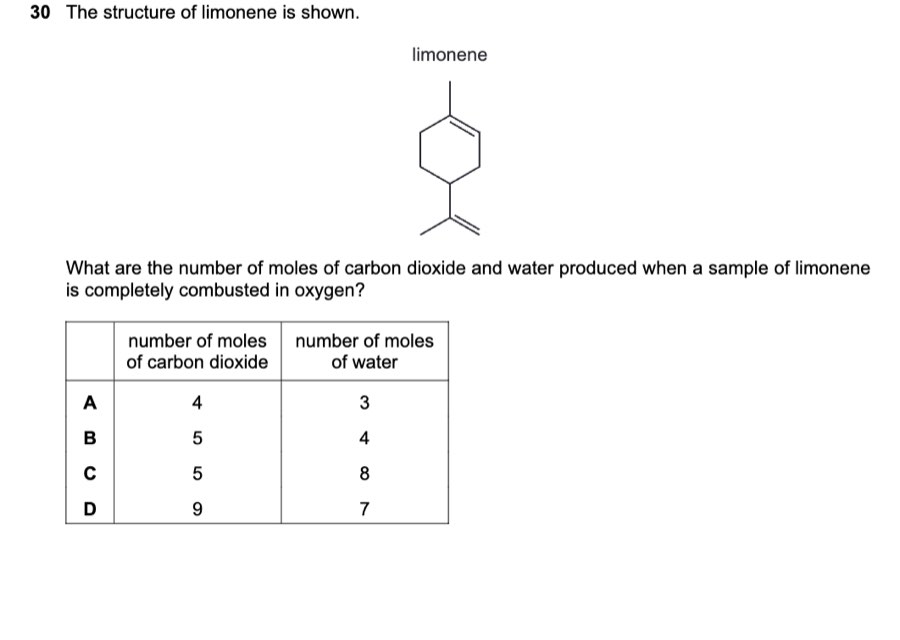 30 The structure of limonene is shown.
limonene
What are the number of moles of carbon dioxide and water produced when a sample of limonene
is completely combusted in oxygen?
number of moles number of moles
of carbon dioxide of water
A 4 3
B 5 4
C 5 8
D 9 7